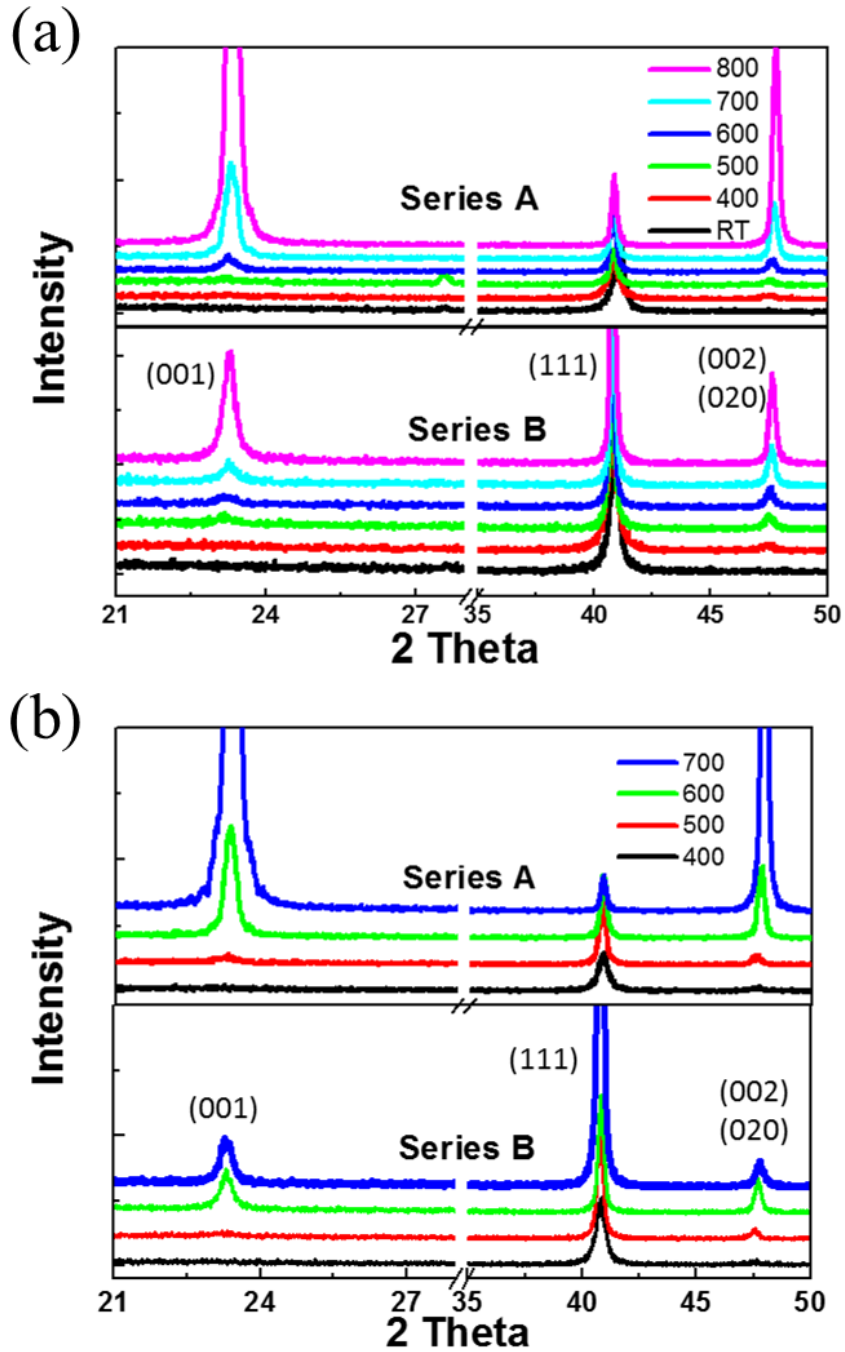 (a)
800
700
600
500
400
RT
Series A
Intensity
(001)
(111)
(002)
(020)
Series B
21 24 27 35 40 45 50
2 Theta
(b)
700
600
500
400
Series A
Intensity
(111)
(002)
(001)
(020)
Series B
21 24 27 35 40 45 50
2 Theta